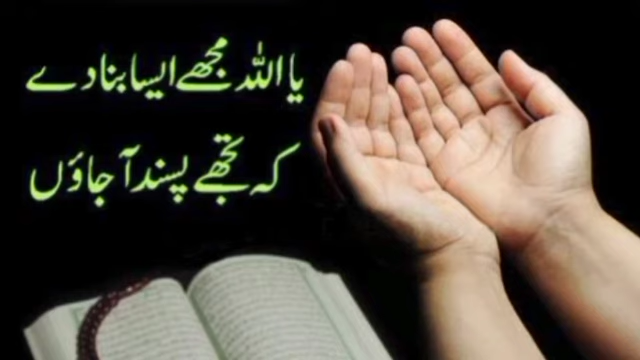 یا اللہ مجھے ایسا بنا دے
کہ تجھے پسند آ جاؤں